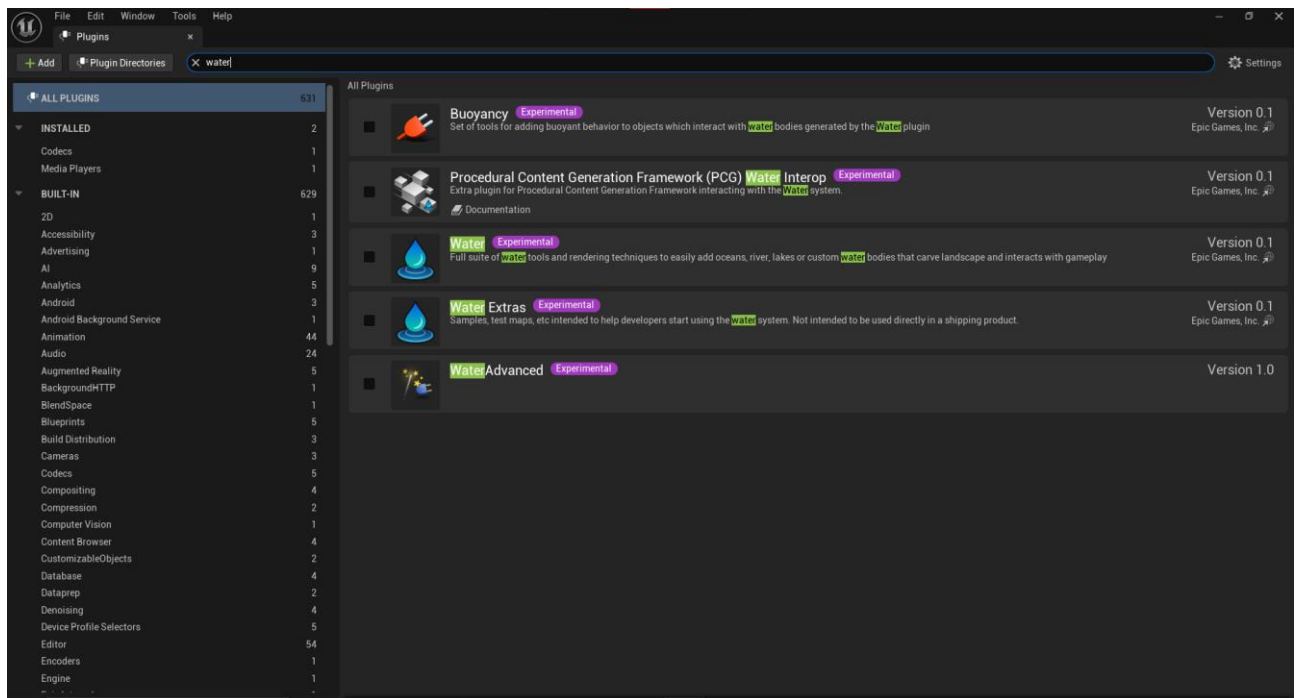 File Edit Window Tools Help
Plugins
Add Plugin Directories water Settings
ALL PLUGINS 631
INSTALLED 2
Codecs 1
Media Players 1
BUILT-IN 629
2D 1
Accessibility 3
Advertising 1
AI 9
Analytics 5
Android 3
Android Background Service 1
Animation 44
Audio 24
Augmented Reality 5
BackgroundHTTP 1
BlendSpace 1
Blueprints 5
Build Distribution 3
Cameras 3
Codecs 5
Compositing 4
Compression 2
Computer Vision 1
Content Browser 4
CustomizableObjects 2
Database 4
Dataprep 2
Denoising 4
Device Profile Selectors 5
Editor 54
Encoders 1
Engine 1
All Plugins
Buoyancy Experimental Version 0.1
Set of tools for adding buoyant behavior to objects which interact with water bodies generated by the Water plugin Epic Games, Inc.
Procedural Content Generation Framework (PCG) Water Interop Experimental Version 0.1
Extra plugin for Procedural Content Generation Framework interacting with the Water system. Epic Games, Inc.
Documentation
Water Experimental Version 0.1
Full suite of water tools and rendering techniques to easily add oceans, river, lakes or custom water bodies that carve landscape and interacts with gameplay Epic Games, Inc.
Water Extras Experimental Version 0.1
Samples, test maps, etc intended to help developers start using the water system. Not intended to be used directly in a shipping product. Epic Games, Inc.
WaterAdvanced Experimental Version 1.0